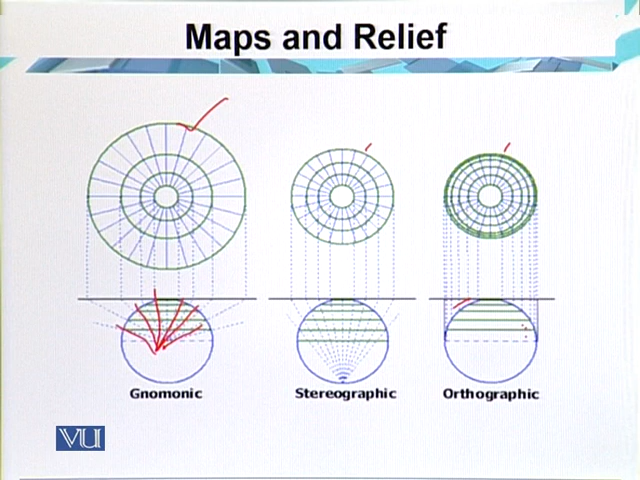 Maps and Relief
Gnomonic
Stereographic
Orthographic
VU